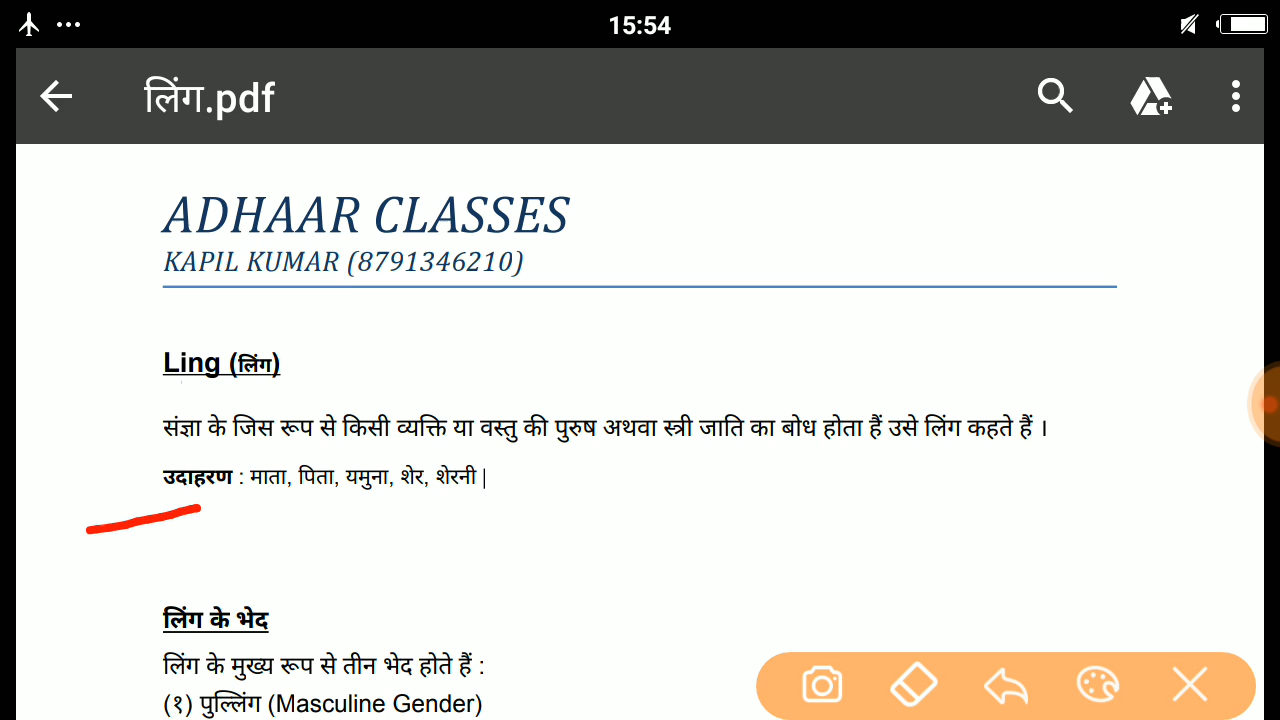 15:54
लिंग.pdf
ADHAAR CLASSES
KAPIL KUMAR (8791346210)
Ling (लिंग)
संज्ञा के जिस रूप से किसी व्यक्ति या वस्तु की पुरुष अथवा स्त्री जाति का बोध होता हैं उसे लिंग कहते हैं ।
उदाहरण : माता, पिता, यमुना, शेर, शेरनी |
लिंग के भेद
लिंग के मुख्य रूप से तीन भेद होते हैं :
(१) पुल्लिंग (Masculine Gender)